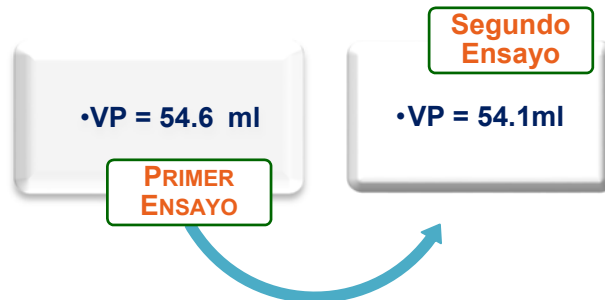 •VP = 54.6 ml
PRIMER
ENSAYO
Segundo
Ensayo
•VP = 54.1ml